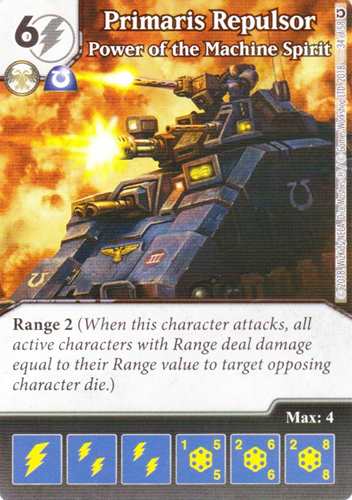 6
Primaris Repulsor
Power of the Machine Spirit
III
Range 2 (When this character attacks, all
active characters with Range deal damage
equal to their Range value to target opposing
character die.)
Max: 4
1 5 5
2 6 6
2 8 8